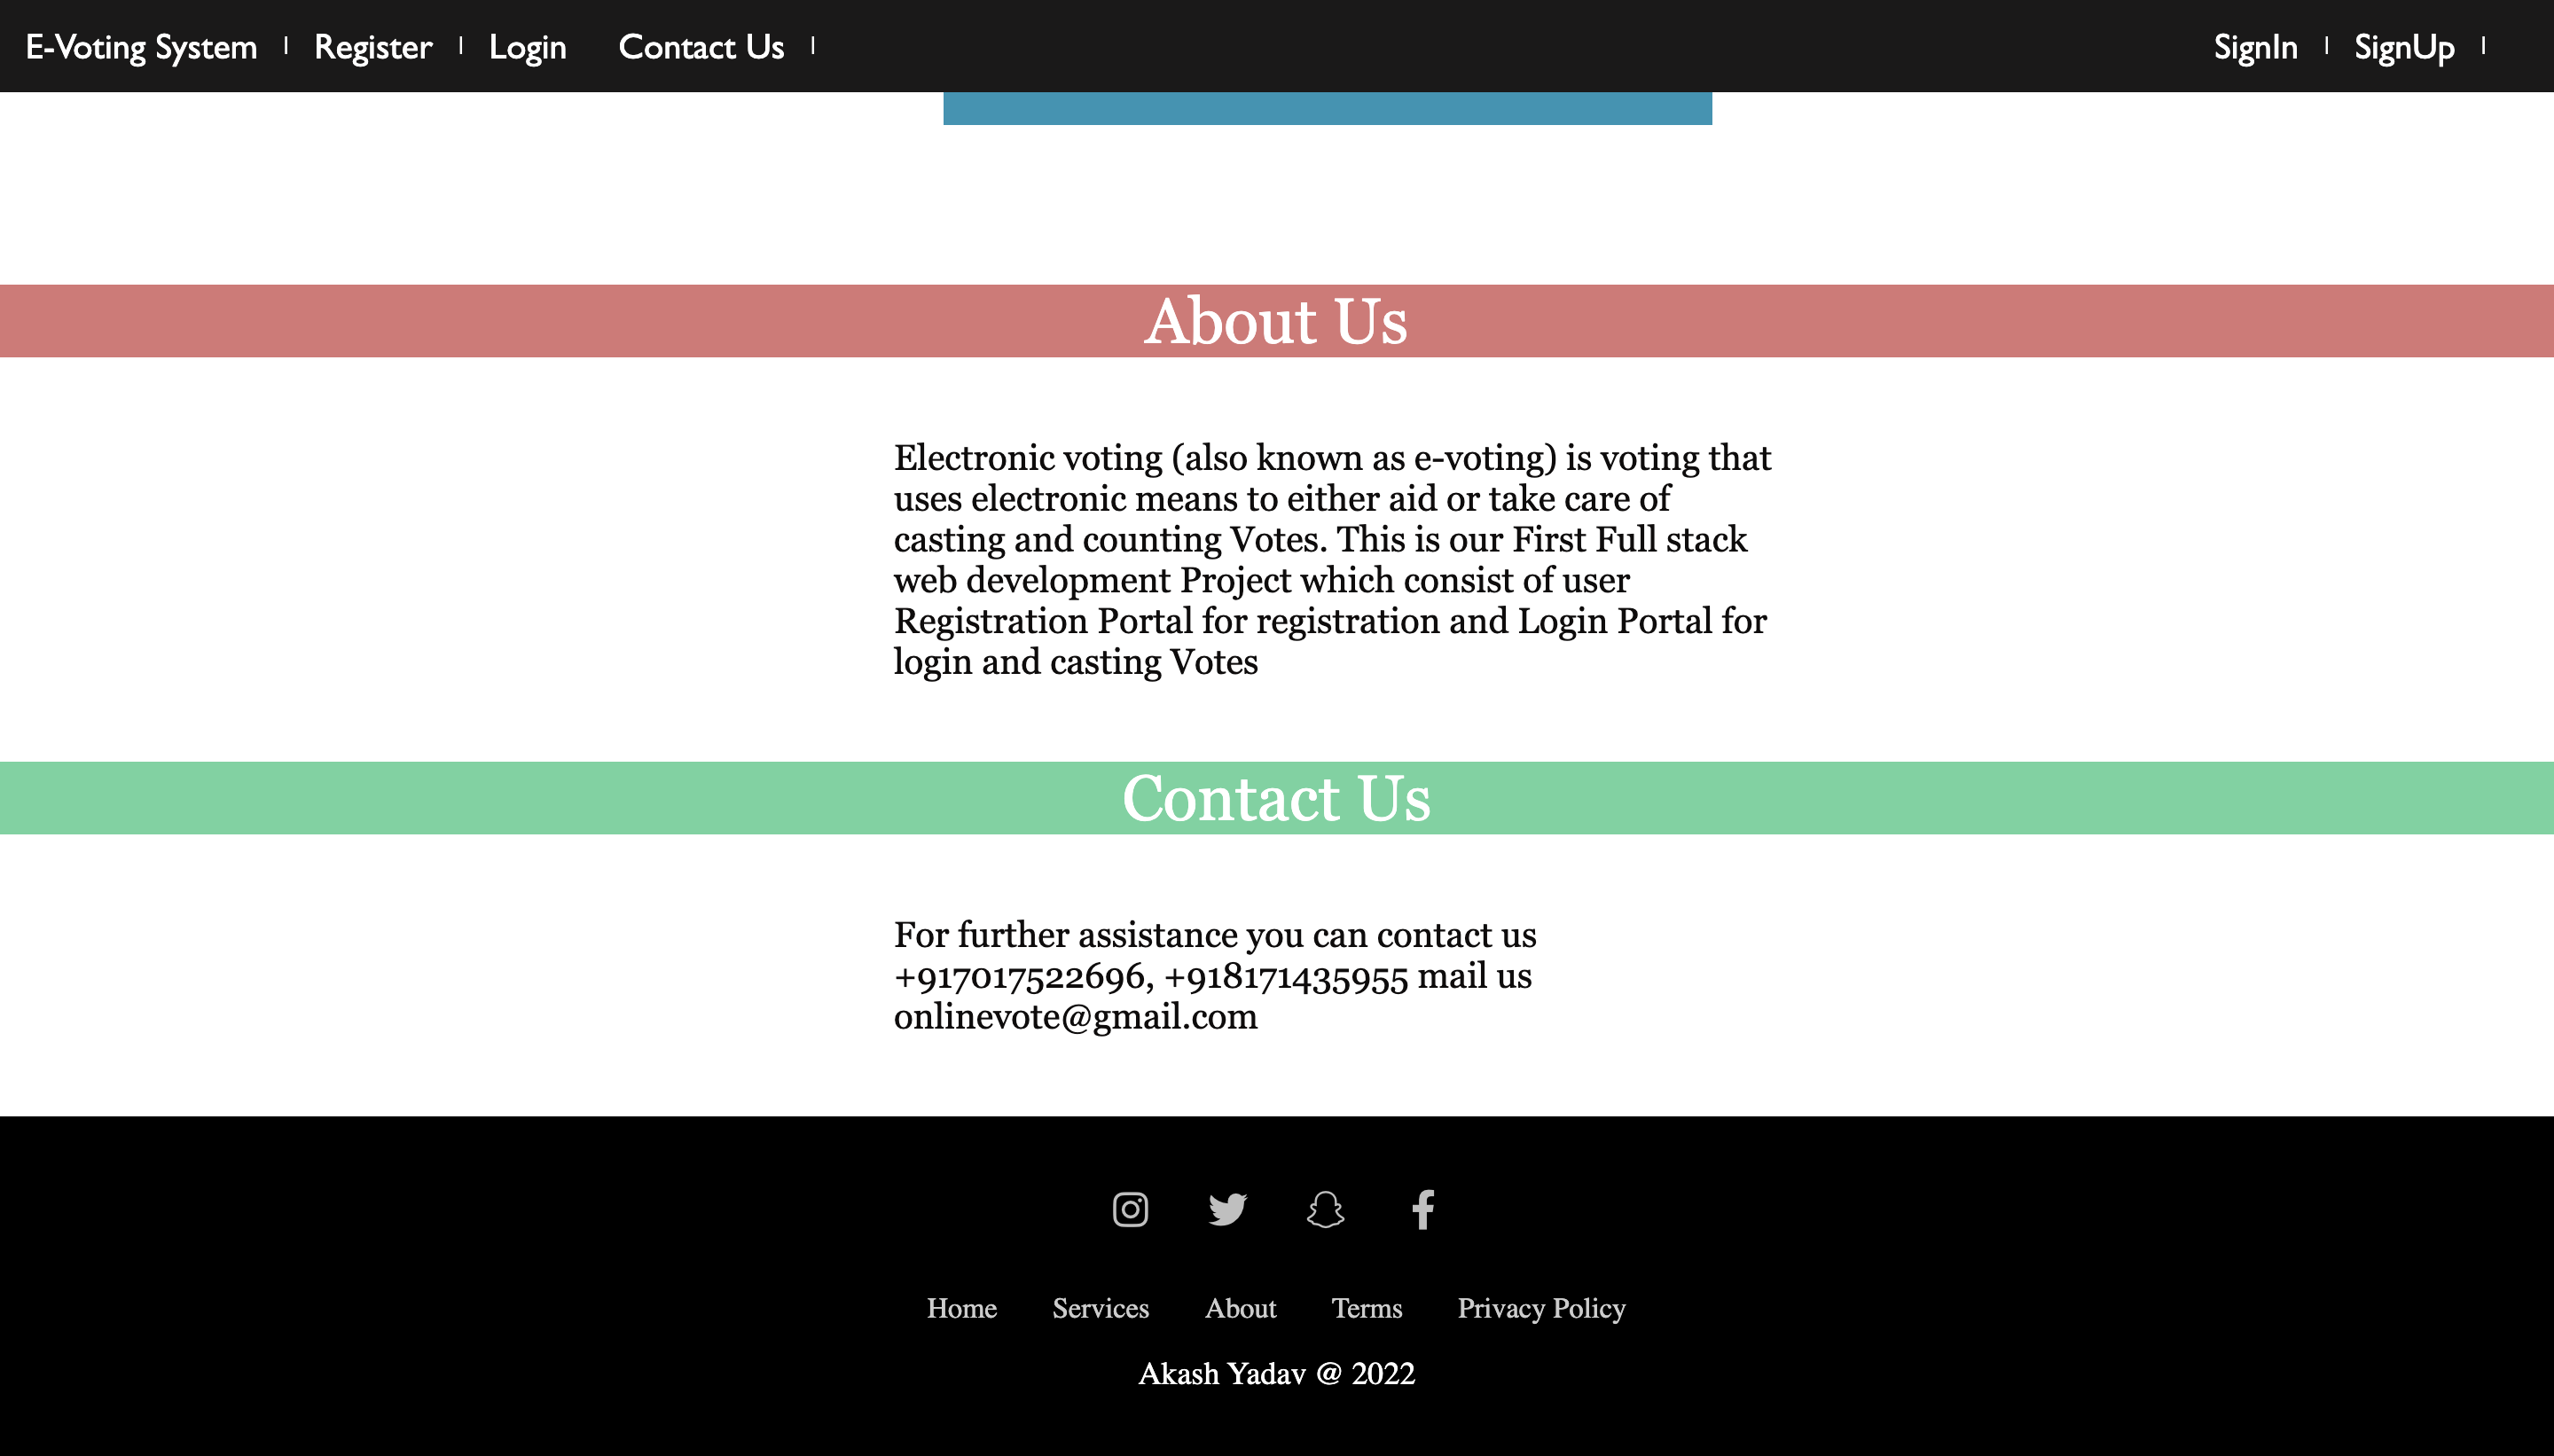 E-Voting System | Register | Login Contact Us | SignIn | SignUp |
About Us
Electronic voting (also known as e-voting) is voting that
uses electronic means to either aid or take care of
casting and counting Votes. This is our First Full stack
web development Project which consist of user
Registration Portal for registration and Login Portal for
login and casting Votes
Contact Us
For further assistance you can contact us
+917017522696, +918171435955 mail us
onlinevote@gmail.com
Home Services About Terms Privacy Policy
Akash Yadav @ 2022